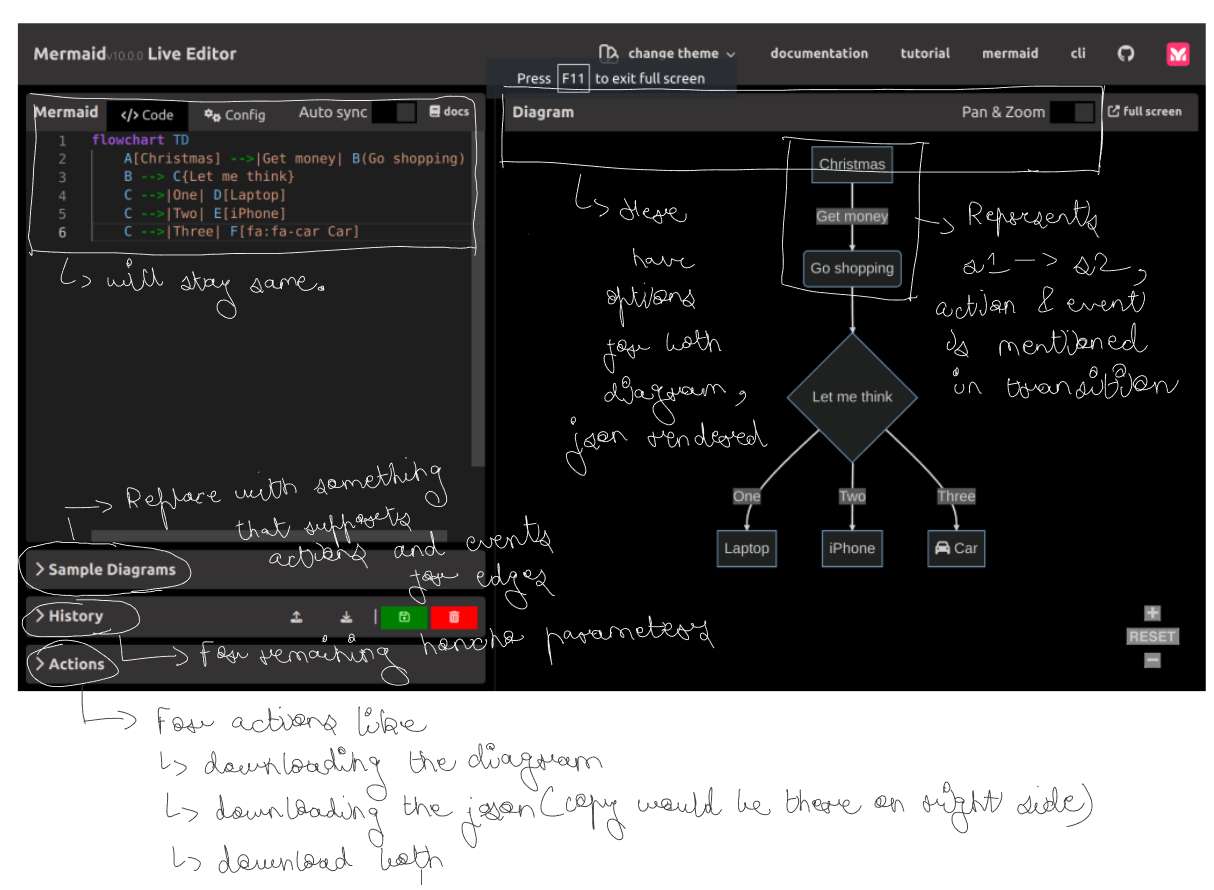 Mermaid v10.0.0 Live Editor
change theme
documentation
tutorial
mermaid
cli
Press F11 to exit full screen
Mermaid
</> Code
Config
Auto sync
docs
1 flowchart TD
2 A[Christmas] -->|Get money| B(Go shopping)
3 B --> C{Let me think}
4 C -->|One| D[Laptop]
5 C -->|Two| E[iPhone]
6 C -->|Three| F[fa:fa-car Car]
will stay same.
Replace with something
that supports
actions and events
for edges
> Sample Diagrams
> History
For remaining honcho parameters
> Actions
Diagram
Pan & Zoom
full screen
Here
have
options
for both
diagram,
json rendered
Christmas
Get money
Go shopping
Let me think
One
Two
Three
Laptop
iPhone
Car
Represents
s1 -> s2,
action & event
is mentioned
in transition
+
RESET
−
For actions like
↳ downloading the diagram
↳ downloading the json (copy would be there on right side)
↳ download both